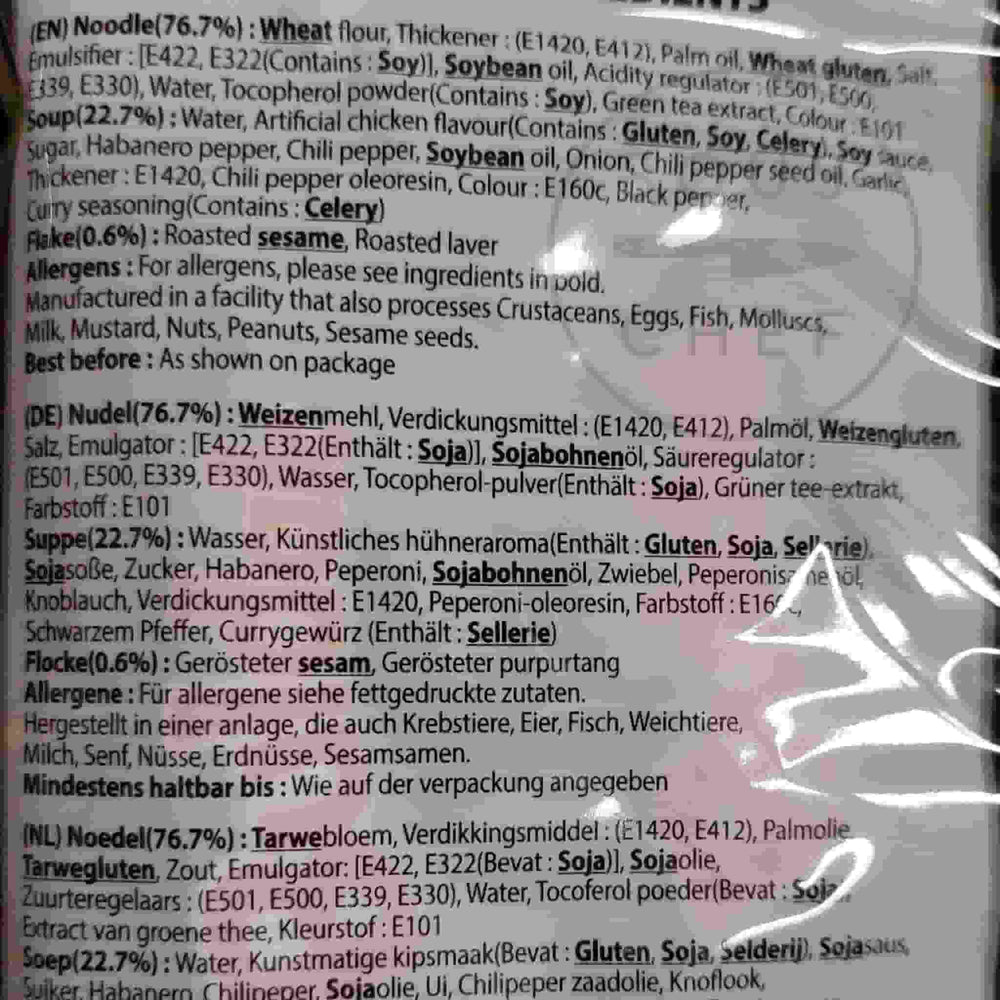 (EN) Noodle(76.7%) : Wheat flour, Thickener : (E1420, E412), Palm oil, Wheat gluten, Salt,
Emulsifier : [E422, E322(Contains : Soy)], Soybean oil, Acidity regulator : (E501, E500,
E339, E330), Water, Tocopherol powder(Contains : Soy), Green tea extract, Colour : E101
Soup(22.7%) : Water, Artificial chicken flavour(Contains : Gluten, Soy, Celery), Soy sauce,
Sugar, Habanero pepper, Chili pepper, Soybean oil, Onion, Chili pepper seed oil, Garlic,
Thickener : E1420, Chili pepper oleoresin, Colour : E160c, Black pepper,
Curry seasoning(Contains : Celery)
Flake(0.6%) : Roasted sesame, Roasted laver
Allergens : For allergens, please see ingredients in bold.
Manufactured in a facility that also processes Crustaceans, Eggs, Fish, Molluscs,
Milk, Mustard, Nuts, Peanuts, Sesame seeds.
CHEF
Best before : As shown on package
(DE) Nudel(76.7%) : Weizenmehl, Verdickungsmittel : (E1420, E412), Palmöl, Weizengluten,
Salz, Emulgator : [E422, E322(Enthält : Soja)], Sojabohnenöl, Säureregulator :
(E501, E500, E339, E330), Wasser, Tocopherol-pulver(Enthält : Soja), Grüner tee-extrakt,
Farbstoff : E101
Suppe(22.7%) : Wasser, Künstliches hühneraroma(Enthält : Gluten, Soja, Sellerie),
Sojasoße, Zucker, Habanero, Peperoni, Sojabohnenöl, Zwiebel, Peperonisamenöl,
Knoblauch, Verdickungsmittel : E1420, Peperoni-oleoresin, Farbstoff : E160c,
Schwarzem Pfeffer, Currygewürz (Enthält : Sellerie)
Flocke(0.6%) : Gerösteter sesam, Gerösteter purpurtang
Allergene : Für allergene siehe fettgedruckte zutaten.
Hergestellt in einer anlage, die auch Krebstiere, Eier, Fisch, Weichtiere,
Milch, Senf, Nüsse, Erdnüsse, Sesamsamen.
Mindestens haltbar bis : Wie auf der verpackung angegeben
(NL) Noedel(76.7%) : Tarwebloem, Verdikkingsmiddel : (E1420, E412), Palmolie
Tarwegluten, Zout, Emulgator: [E422, E322(Bevat : Soja)], Sojaolie,
Zuurteregelaars : (E501, E500, E339, E330), Water, Tocoferol poeder(Bevat : Soja
Extract van groene thee, Kleurstof : E101
Soep(22.7%) : Water, Kunstmatige kipsmaak(Bevat : Gluten, Soja, Selderij), Sojasaus,
Suiker, Habanero, Chilipeper, Sojaolie, Ui, Chilipeper zaadolie, Knoflook,